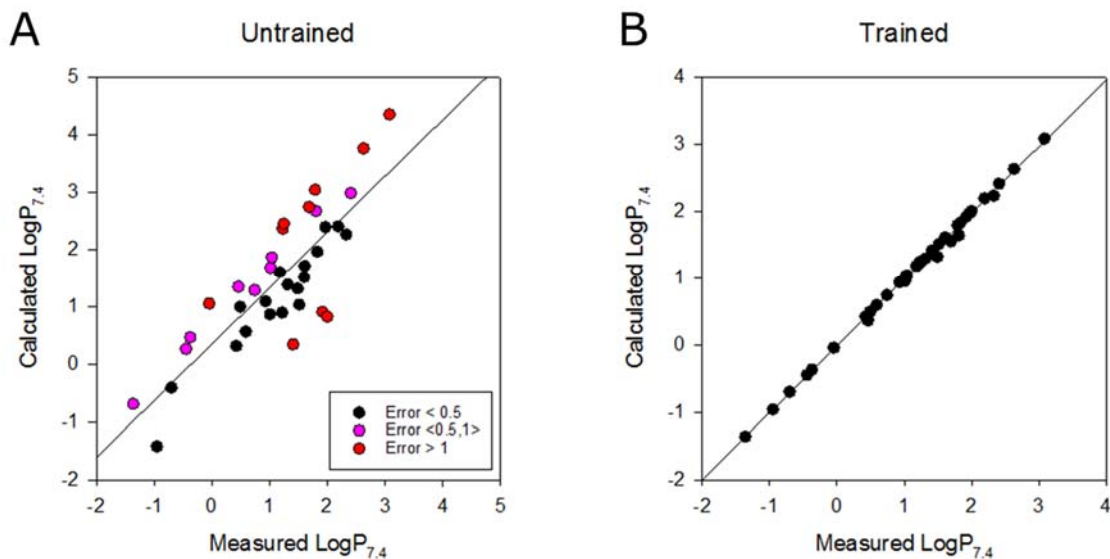 A
Untrained
5
4
3
2
1
0
-1
-2
Calculated LogP7.4
-2 -1 0 1 2 3 4 5
Measured LogP7.4
Error < 0.5
Error <0.5,1>
Error > 1
B
Trained
4
3
2
1
0
-1
-2
Calculated LogP7.4
-2 -1 0 1 2 3 4
Measured LogP7.4